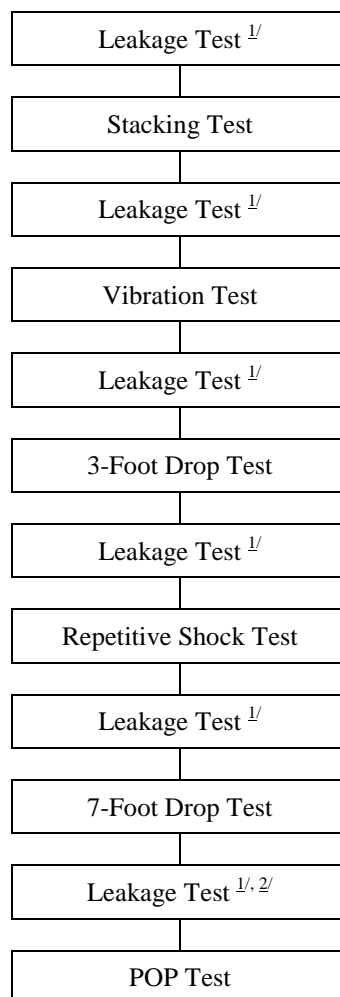 Leakage Test 1/
Stacking Test
Leakage Test 1/
Vibration Test
Leakage Test 1/
3-Foot Drop Test
Leakage Test 1/
Repetitive Shock Test
Leakage Test 1/
7-Foot Drop Test
Leakage Test 1/, 2/
POP Test